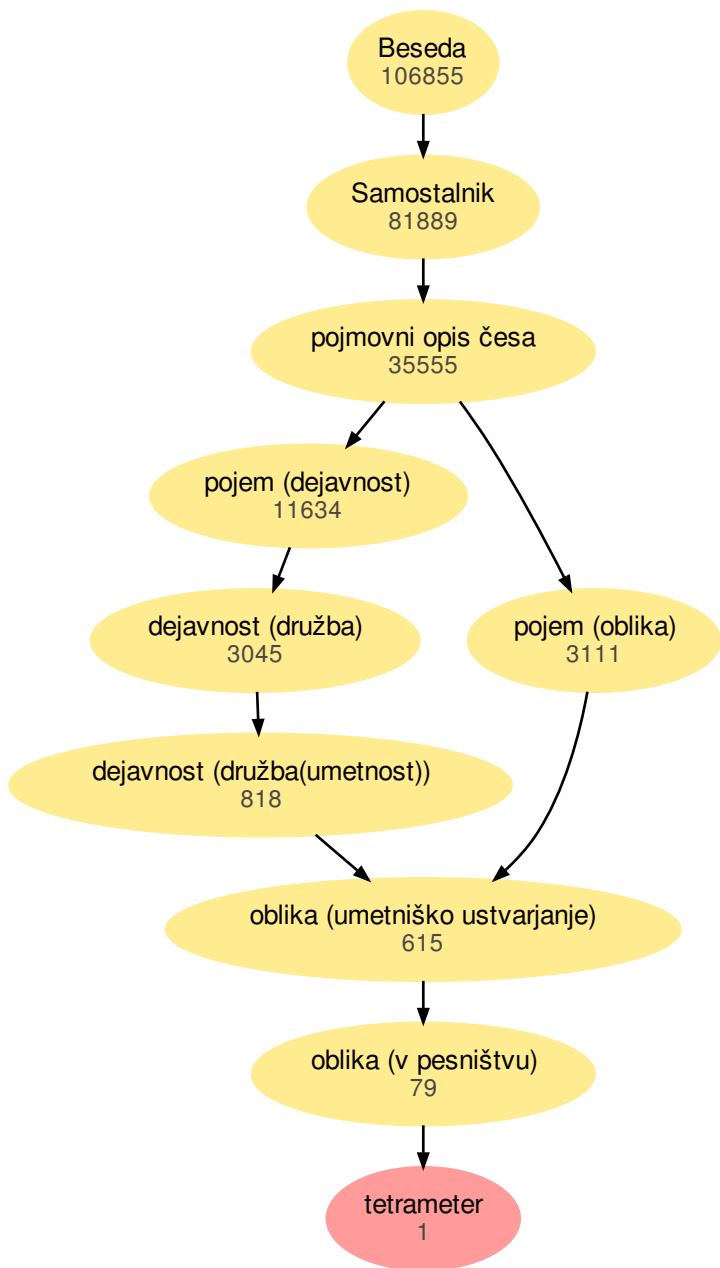 Beseda
106855
Samostalnik
81889
pojmovni opis česa
35555
pojem (dejavnost)
11634
dejavnost (družba)
3045
pojem (oblika)
3111
dejavnost (družba(umetnost))
818
oblika (umetniško ustvarjanje)
615
oblika (v pesništvu)
79
tetrameter
1